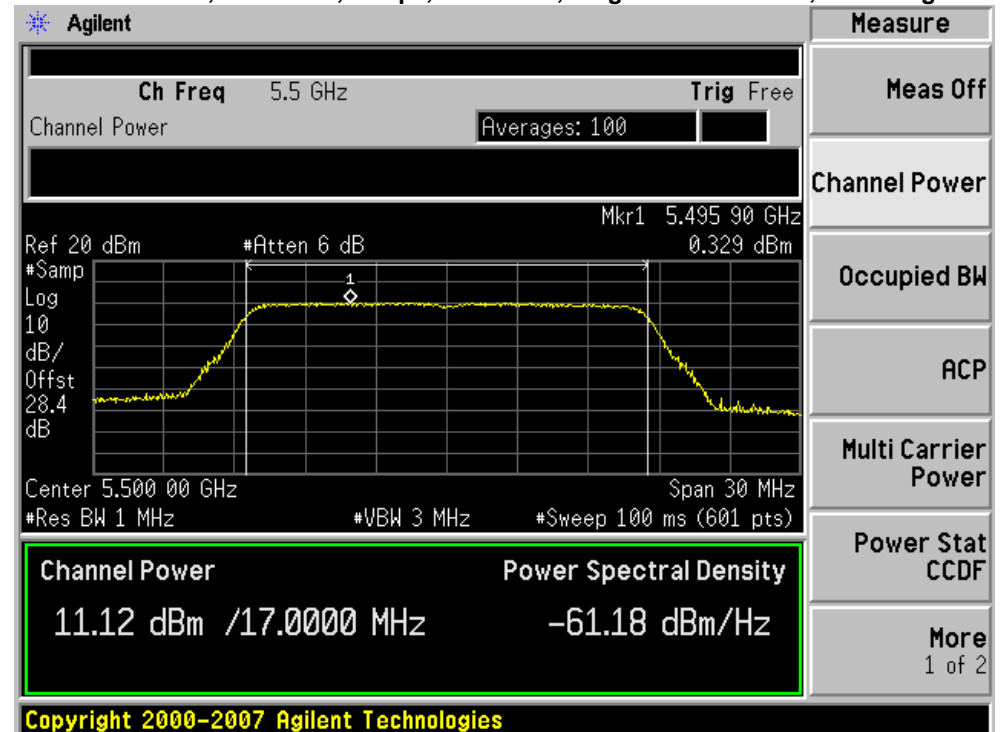 Agilent
Measure
Ch Freq 5.5 GHz Trig Free
Meas Off
Channel Power Averages: 100
Channel Power
Mkr1 5.495 90 GHz
Ref 20 dBm #Atten 6 dB 0.329 dBm
#Samp
Log
10
dB/
Offst
28.4
dB
1
Occupied BW
ACP
Multi Carrier
Power
Center 5.500 00 GHz Span 30 MHz
#Res BW 1 MHz #VBW 3 MHz #Sweep 100 ms (601 pts)
Power Stat
CCDF
Channel Power Power Spectral Density
11.12 dBm /17.0000 MHz -61.18 dBm/Hz
More
1 of 2
Copyright 2000-2007 Agilent Technologies